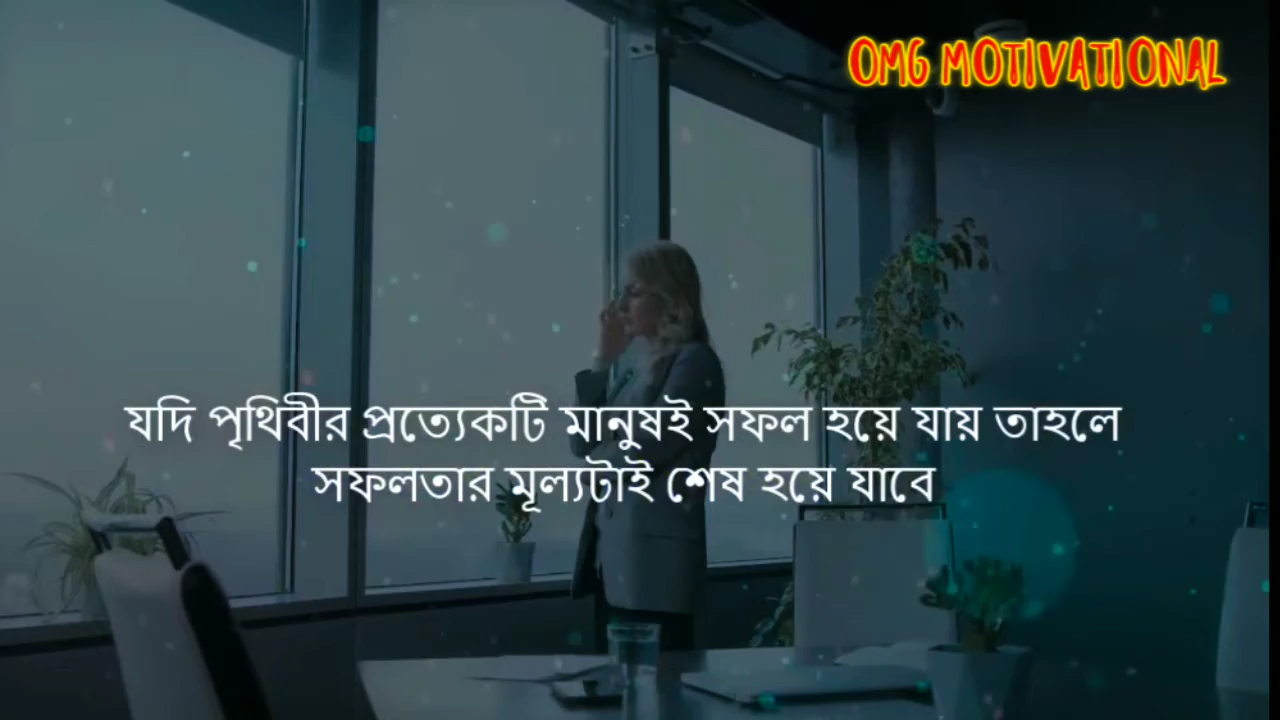 OMG MOTIVATIONAL
যদি পৃথিবীর প্রত্যেকটি মানুষই সফল হয়ে যায় তাহলে
সফলতার মূল্যটাই শেষ হয়ে যাবে